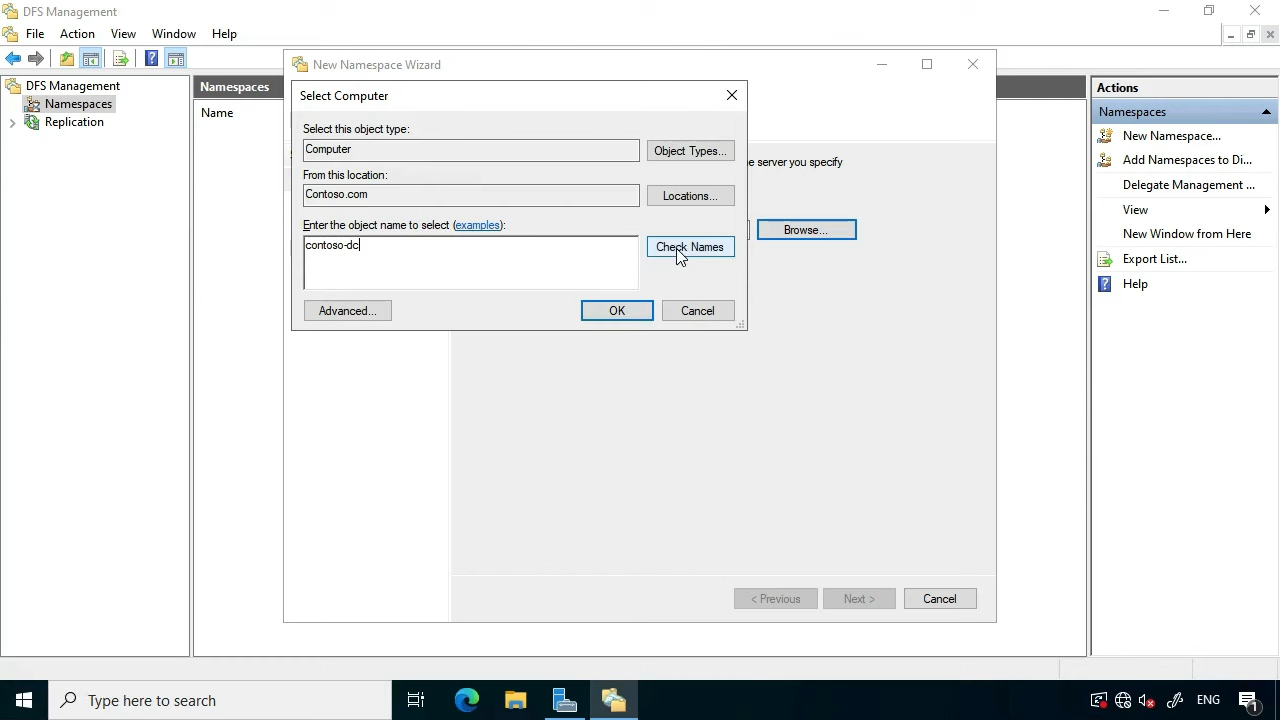 DFS Management
File Action View Window Help
DFS Management
Namespaces
Replication
Namespaces
Name
New Namespace Wizard
Select Computer
Select this object type:
Computer
Object Types...
From this location:
Contoso.com
Locations...
Enter the object name to select (examples):
contoso-dc
Check Names
Advanced...
OK
Cancel
e server you specify
Browse...
< Previous
Next >
Cancel
Actions
Namespaces
New Namespace...
Add Namespaces to Di...
Delegate Management ...
View
New Window from Here
Export List...
Help
Type here to search
ENG
1